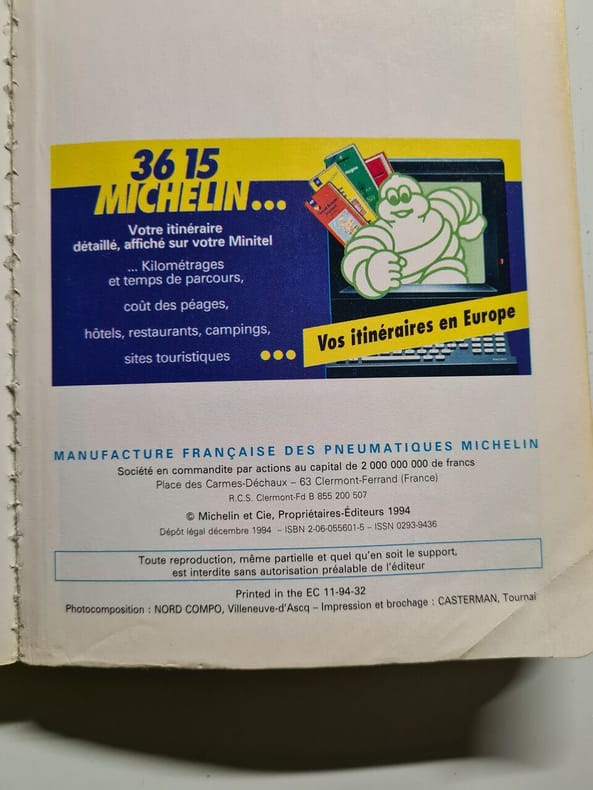 36 15
MICHELIN...
Votre itinéraire
détaillé, affiché sur votre Minitel
... Kilométrages
et temps de parcours,
coût des péages,
hôtels, restaurants, campings,
sites touristiques
Vos itinéraires en Europe
MANUFACTURE FRANÇAISE DES PNEUMATIQUES MICHELIN
Société en commandite par actions au capital de 2 000 000 000 de francs
Place des Carmes-Déchaux – 63 Clermont-Ferrand (France)
R.C.S. Clermont-Fd B 855 200 507
© Michelin et Cie, Propriétaires-Éditeurs 1994
Dépôt légal décembre 1994 – ISBN 2-06-055601-5 – ISSN 0293-9436
Toute reproduction, même partielle et quel qu'en soit le support,
est interdite sans autorisation préalable de l'éditeur
Printed in the EC 11-94-32
Photocomposition : NORD COMPO, Villeneuve-d'Ascq – Impression et brochage : CASTERMAN, Tournai